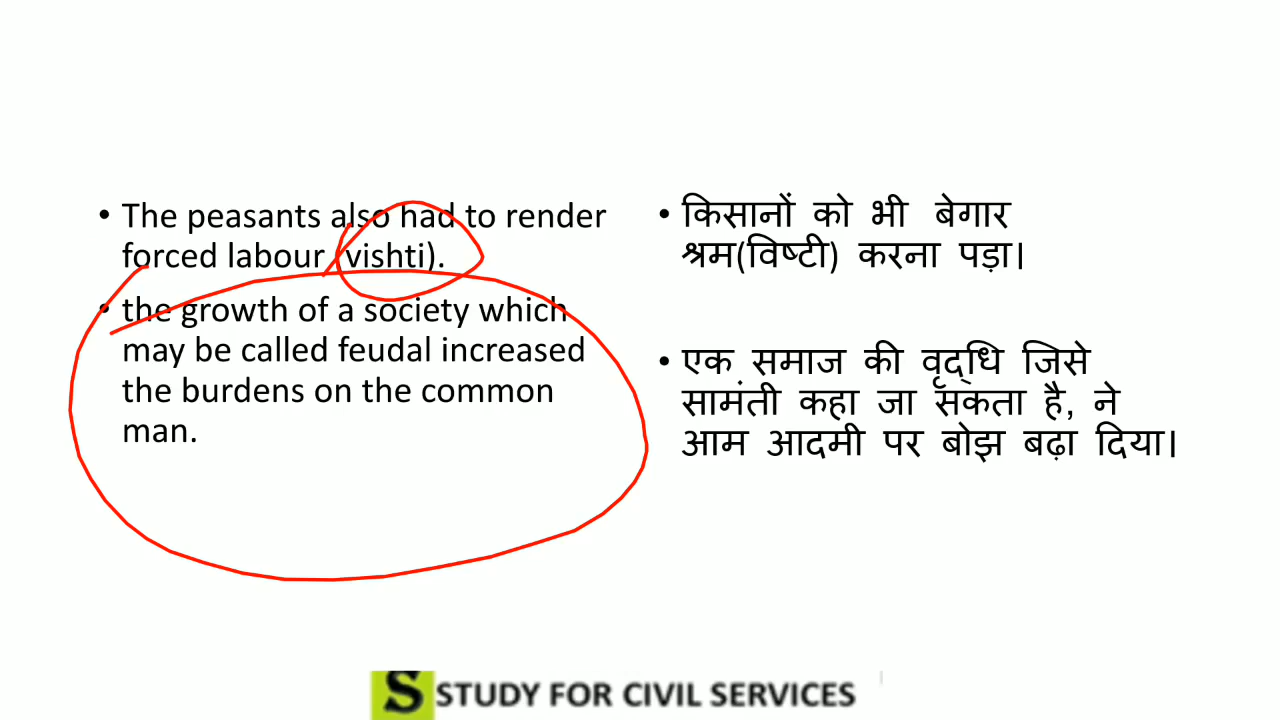 • The peasants also had to render
forced labour (vishti).
• the growth of a society which
may be called feudal increased
the burdens on the common
man.
• किसानों को भी बेगार
श्रम(विष्टी) करना पड़ा।
• एक समाज की वृद्धि जिसे
सामंती कहा जा सकता है, ने
आम आदमी पर बोझ बढ़ा दिया।
S STUDY FOR CIVIL SERVICES